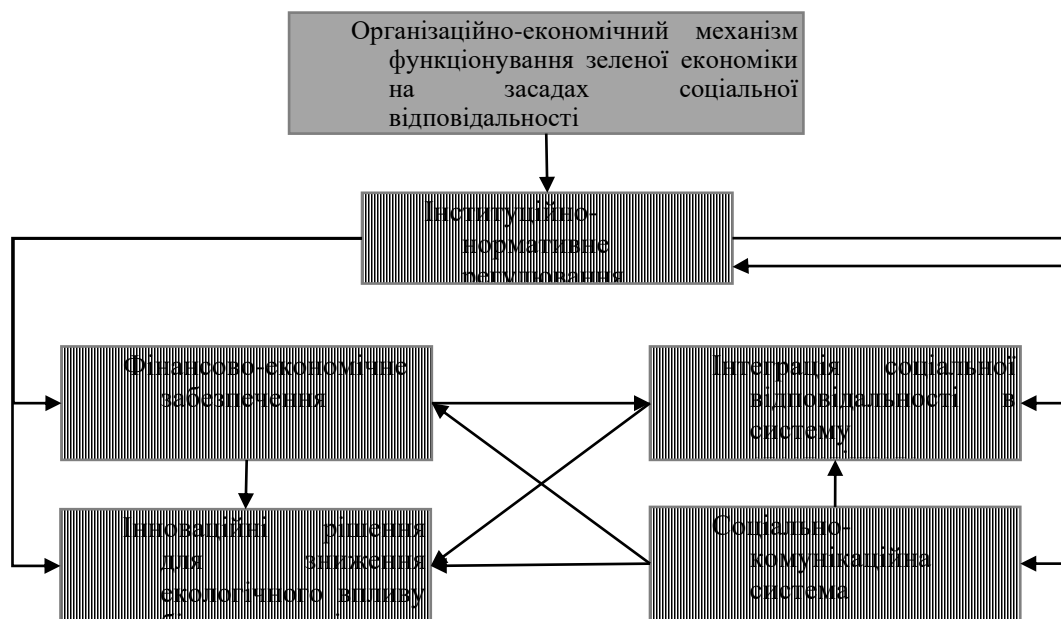 Організаційно-економічний механізм
функціонування зеленої економіки
на засадах соціальної
відповідальності
Інституційно-
нормативне
регулювання
Фінансово-економічне
забезпечення
Інтеграція соціальної
відповідальності в
систему
Інноваційні рішення
для зниження
екологічного впливу
Соціально-
комунікаційна
система